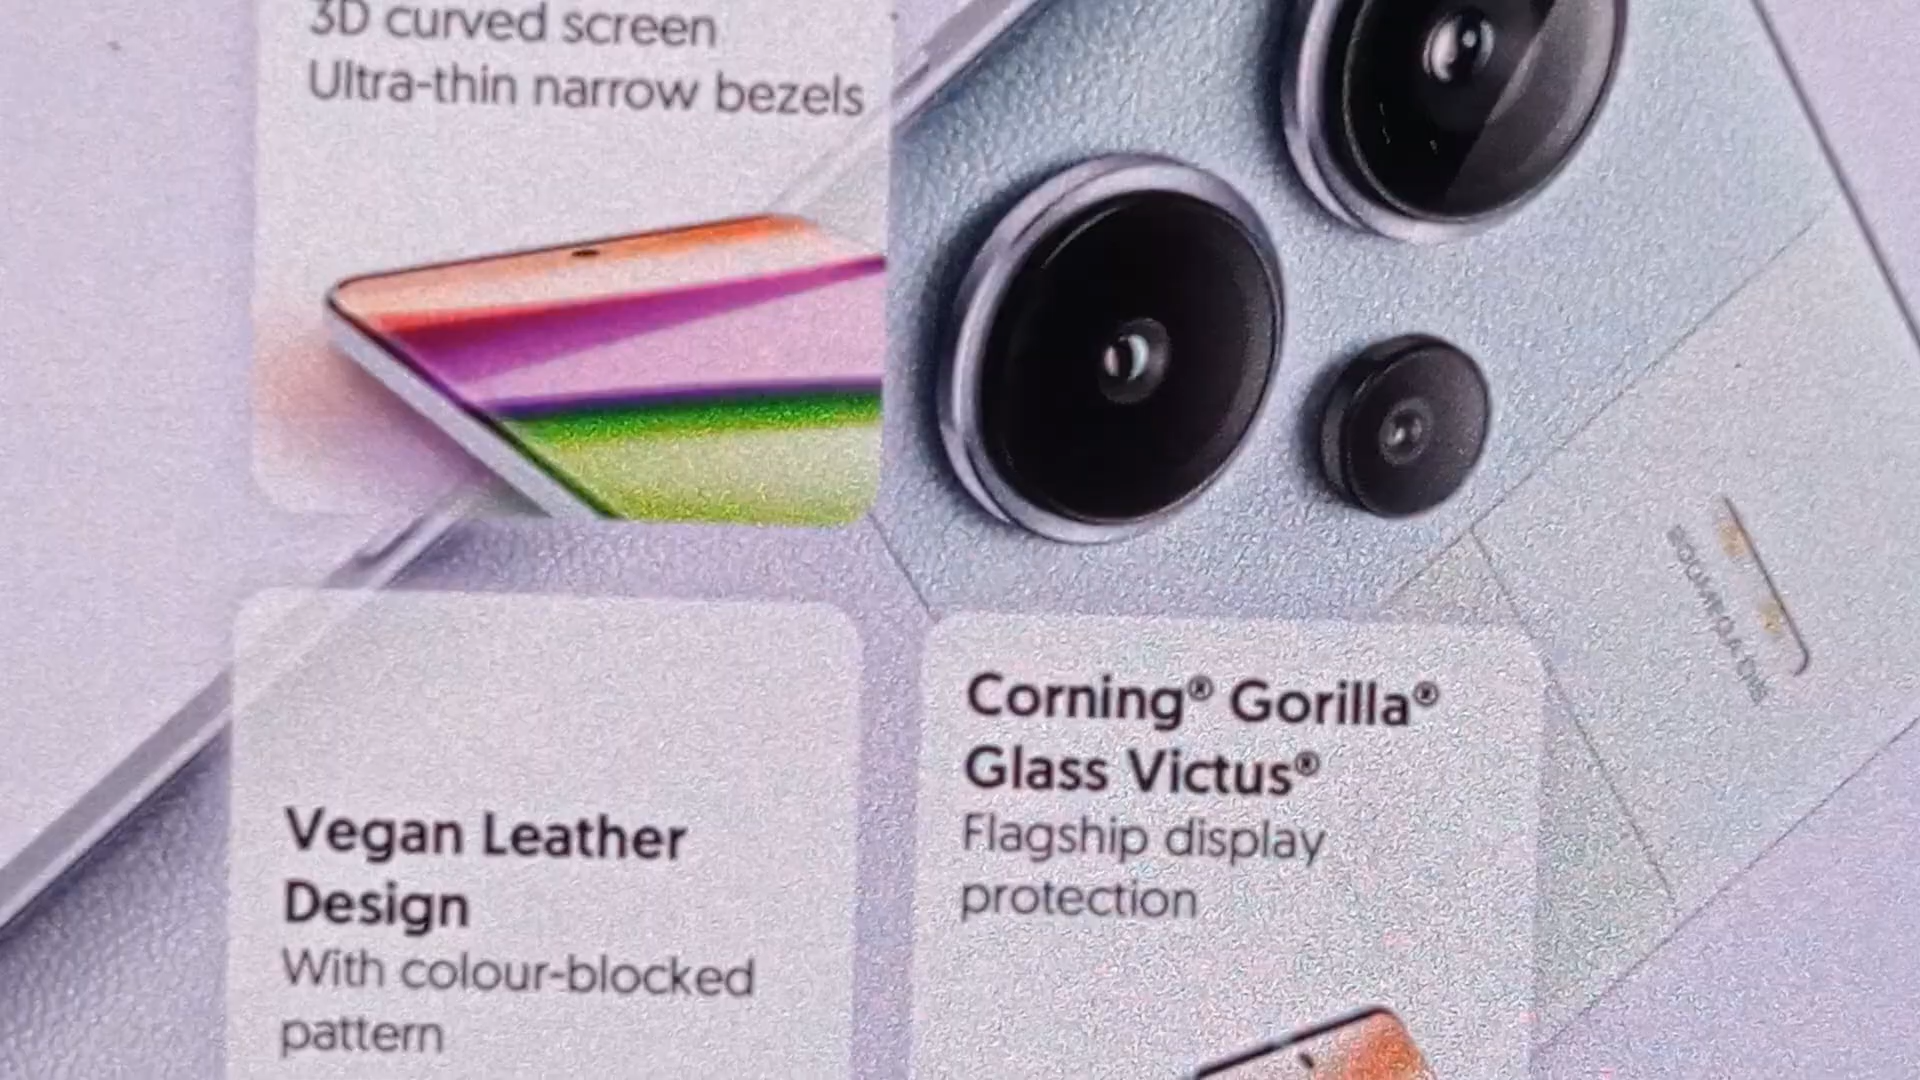 3D curved screen
Ultra-thin narrow bezels
Vegan Leather
Design
With colour-blocked
pattern
Corning® Gorilla®
Glass Victus®
Flagship display
protection